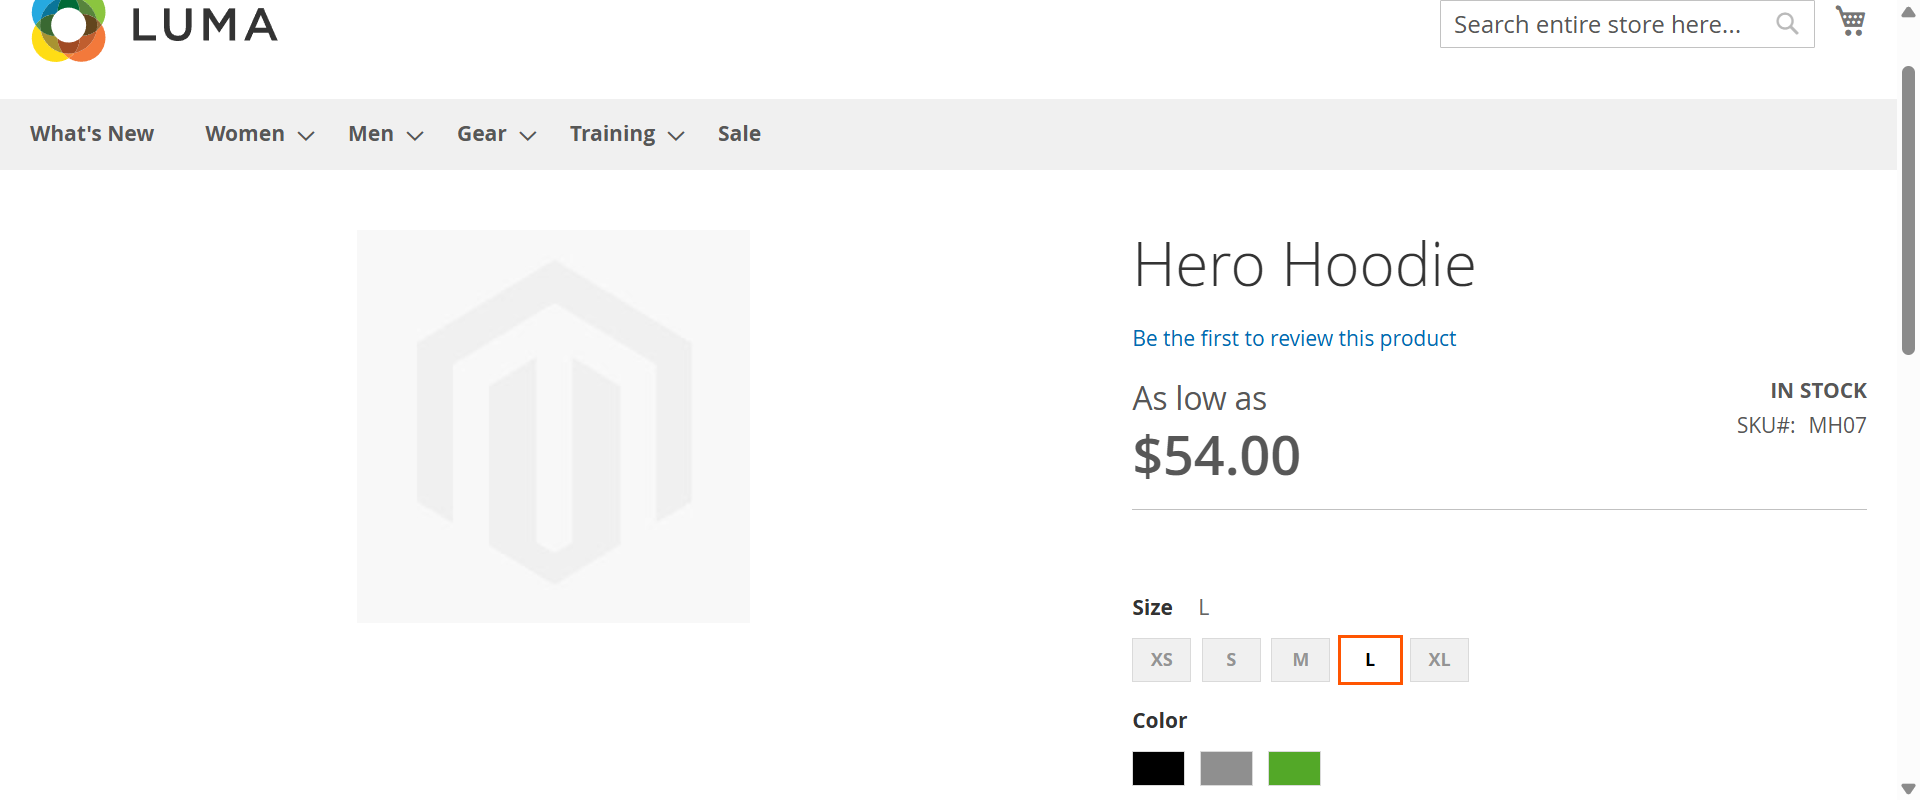 LUMA
Search entire store here...
What's New Women Men Gear Training Sale
Hero Hoodie
Be the first to review this product
As low as
$54.00
IN STOCK
SKU#: MH07
Size L
XS S M L XL
Color